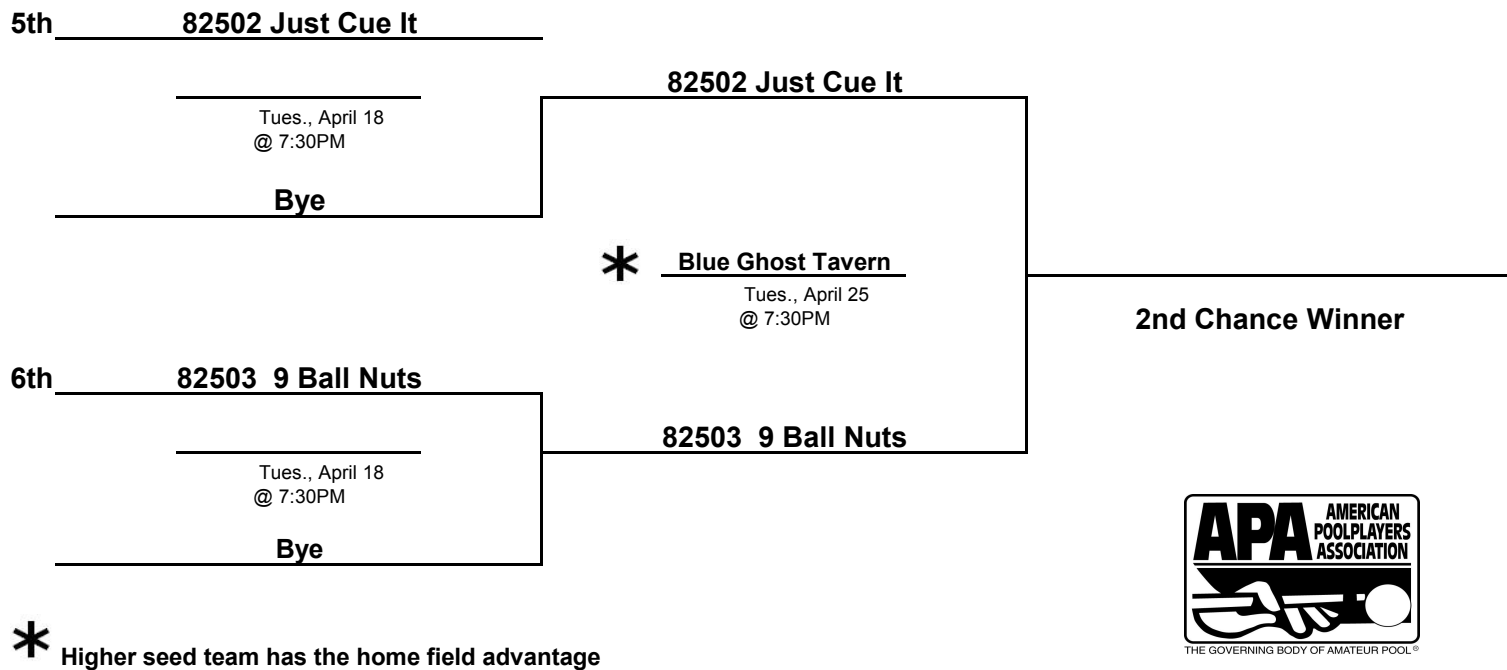 5th 82502 Just Cue It
82502 Just Cue It
Tues., April 18
@ 7:30PM
Bye
Blue Ghost Tavern
* Tues., April 25
@ 7:30PM
2nd Chance Winner
6th 82503 9 Ball Nuts
82503 9 Ball Nuts
Tues., April 18
@ 7:30PM
Bye
APA AMERICAN
POOLPLAYERS
ASSOCIATION
THE GOVERNING BODY OF AMATEUR POOL®
* Higher seed team has the home field advantage